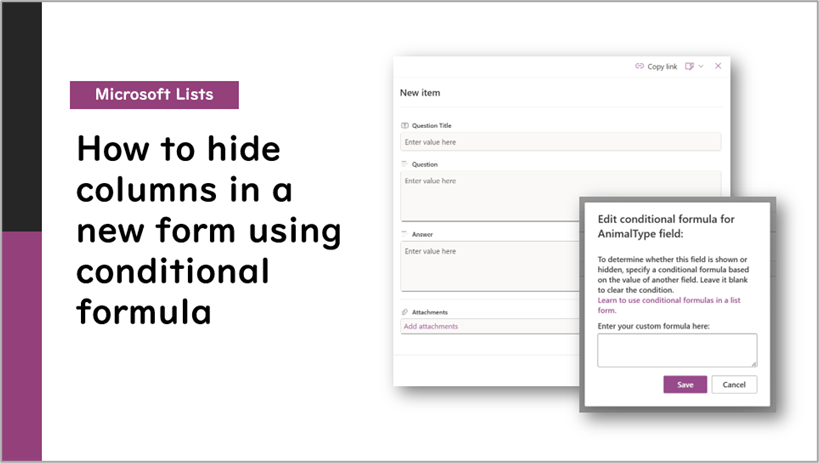 Microsoft Lists
How to hide
columns in a
new form using
conditional
formula
Copy link
New item
Question Title
Enter value here
Question
Enter value here
Answer
Enter value here
Attachments
Add attachments
Edit conditional formula for
AnimalType field:
To determine whether this field is shown or
hidden, specify a conditional formula based
on the value of another field. Leave it blank
to clear the condition.
Learn to use conditional formulas in a list
form.
Enter your custom formula here:
Save
Cancel